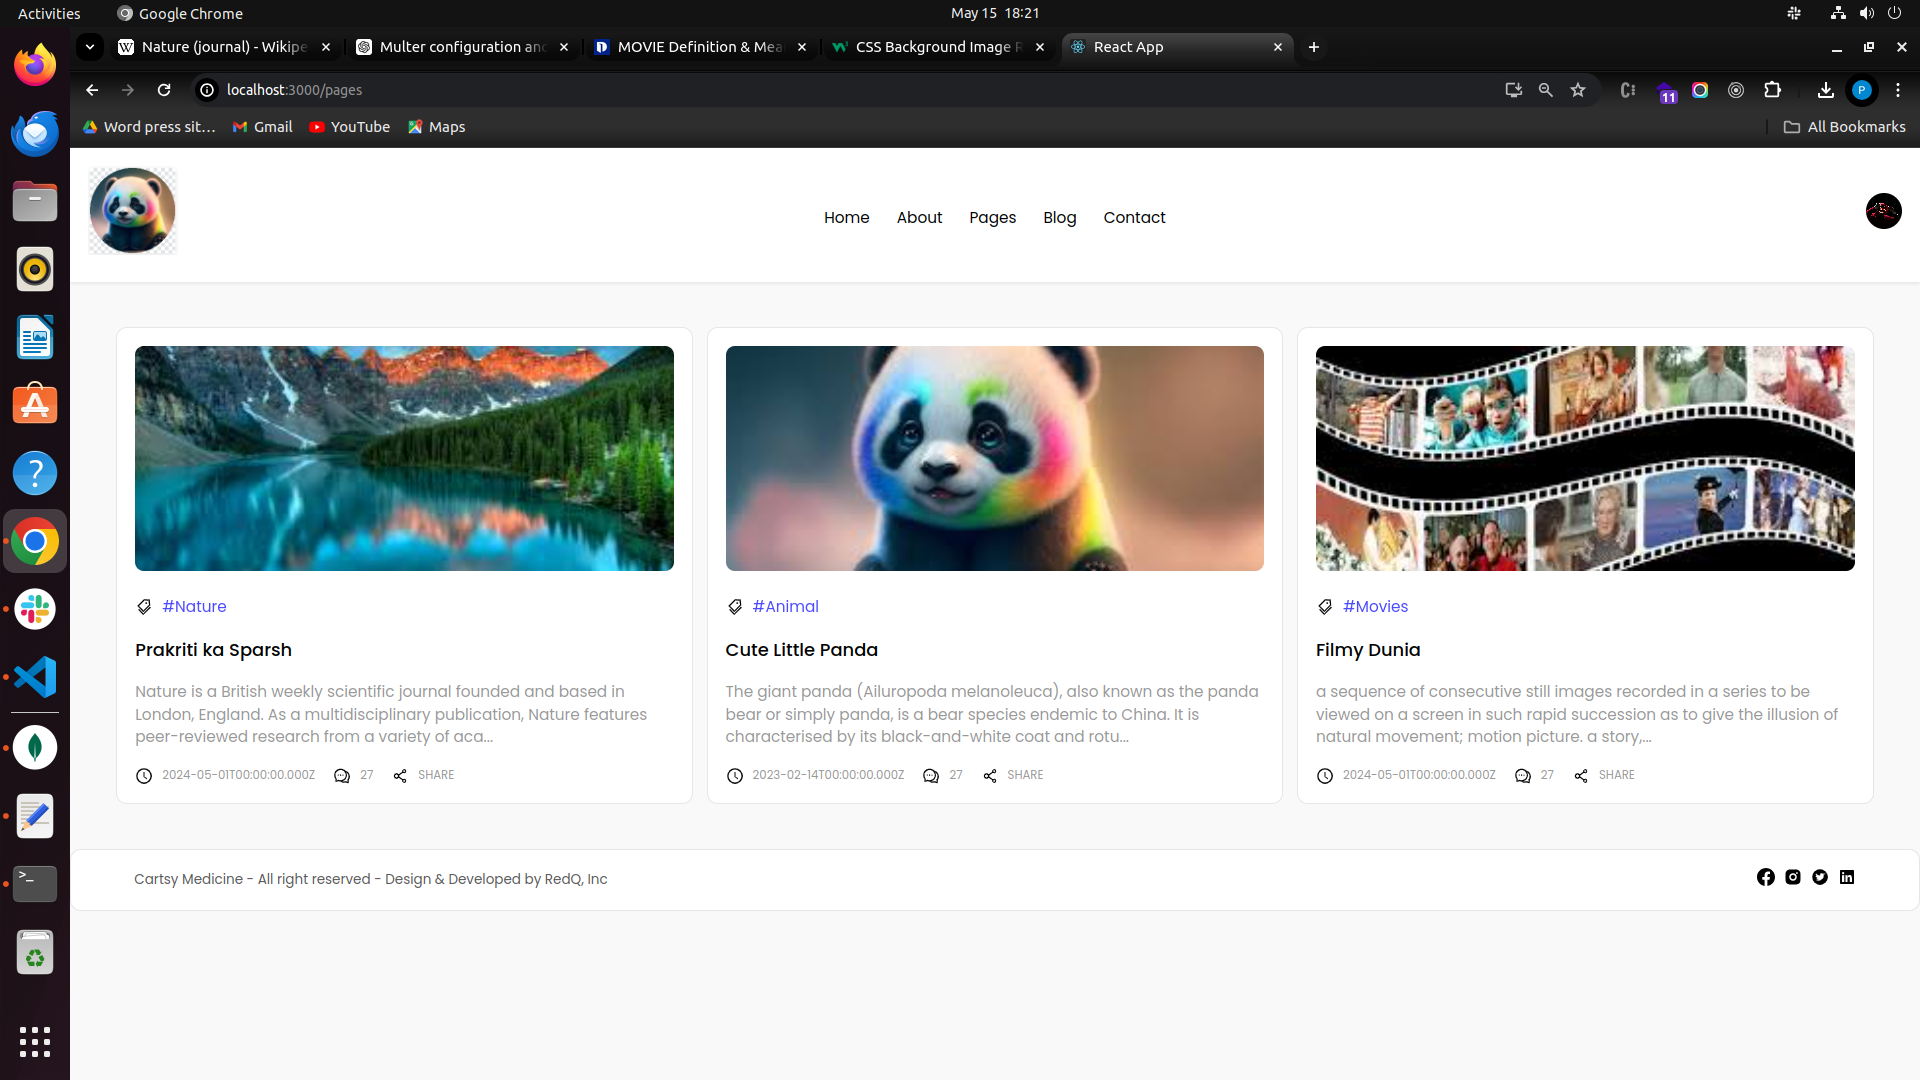 Activities
Google Chrome
May 15 18:21
Nature (journal) - Wikipe
Multer configuration and
MOVIE Definition & Mea
CSS Background Image R
React App
localhost:3000/pages
11
P
Word press sit...
Gmail
YouTube
Maps
All Bookmarks
Home
About
Pages
Blog
Contact
#Nature
Prakriti ka Sparsh
Nature is a British weekly scientific journal founded and based in
London, England. As a multidisciplinary publication, Nature features
peer-reviewed research from a variety of aca...
2024-05-01T00:00:00.000Z
27
SHARE
#Animal
Cute Little Panda
The giant panda (Ailuropoda melanoleuca), also known as the panda
bear or simply panda, is a bear species endemic to China. It is
characterised by its black-and-white coat and rotu...
2023-02-14T00:00:00.000Z
27
SHARE
#Movies
Filmy Dunia
a sequence of consecutive still images recorded in a series to be
viewed on a screen in such rapid succession as to give the illusion of
natural movement; motion picture. a story,...
2024-05-01T00:00:00.000Z
27
SHARE
Cartsy Medicine - All right reserved - Design & Developed by RedQ, Inc